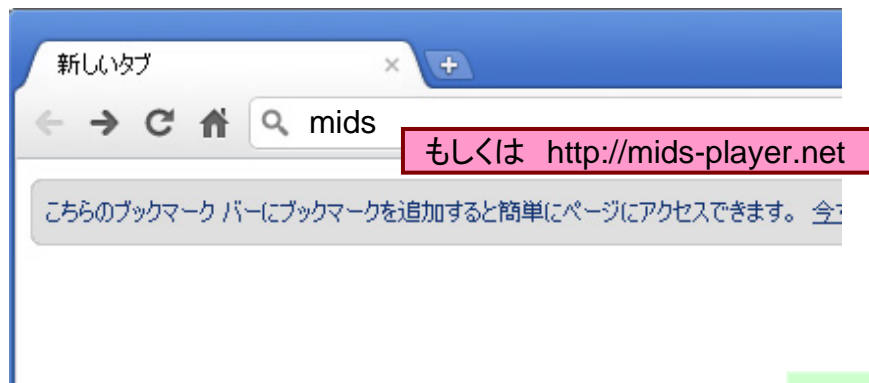 新しいタブ
mids
もしくは http://mids-player.net
こちらのブックマーク バーにブックマークを追加すると簡単にページにアクセスできます。 今